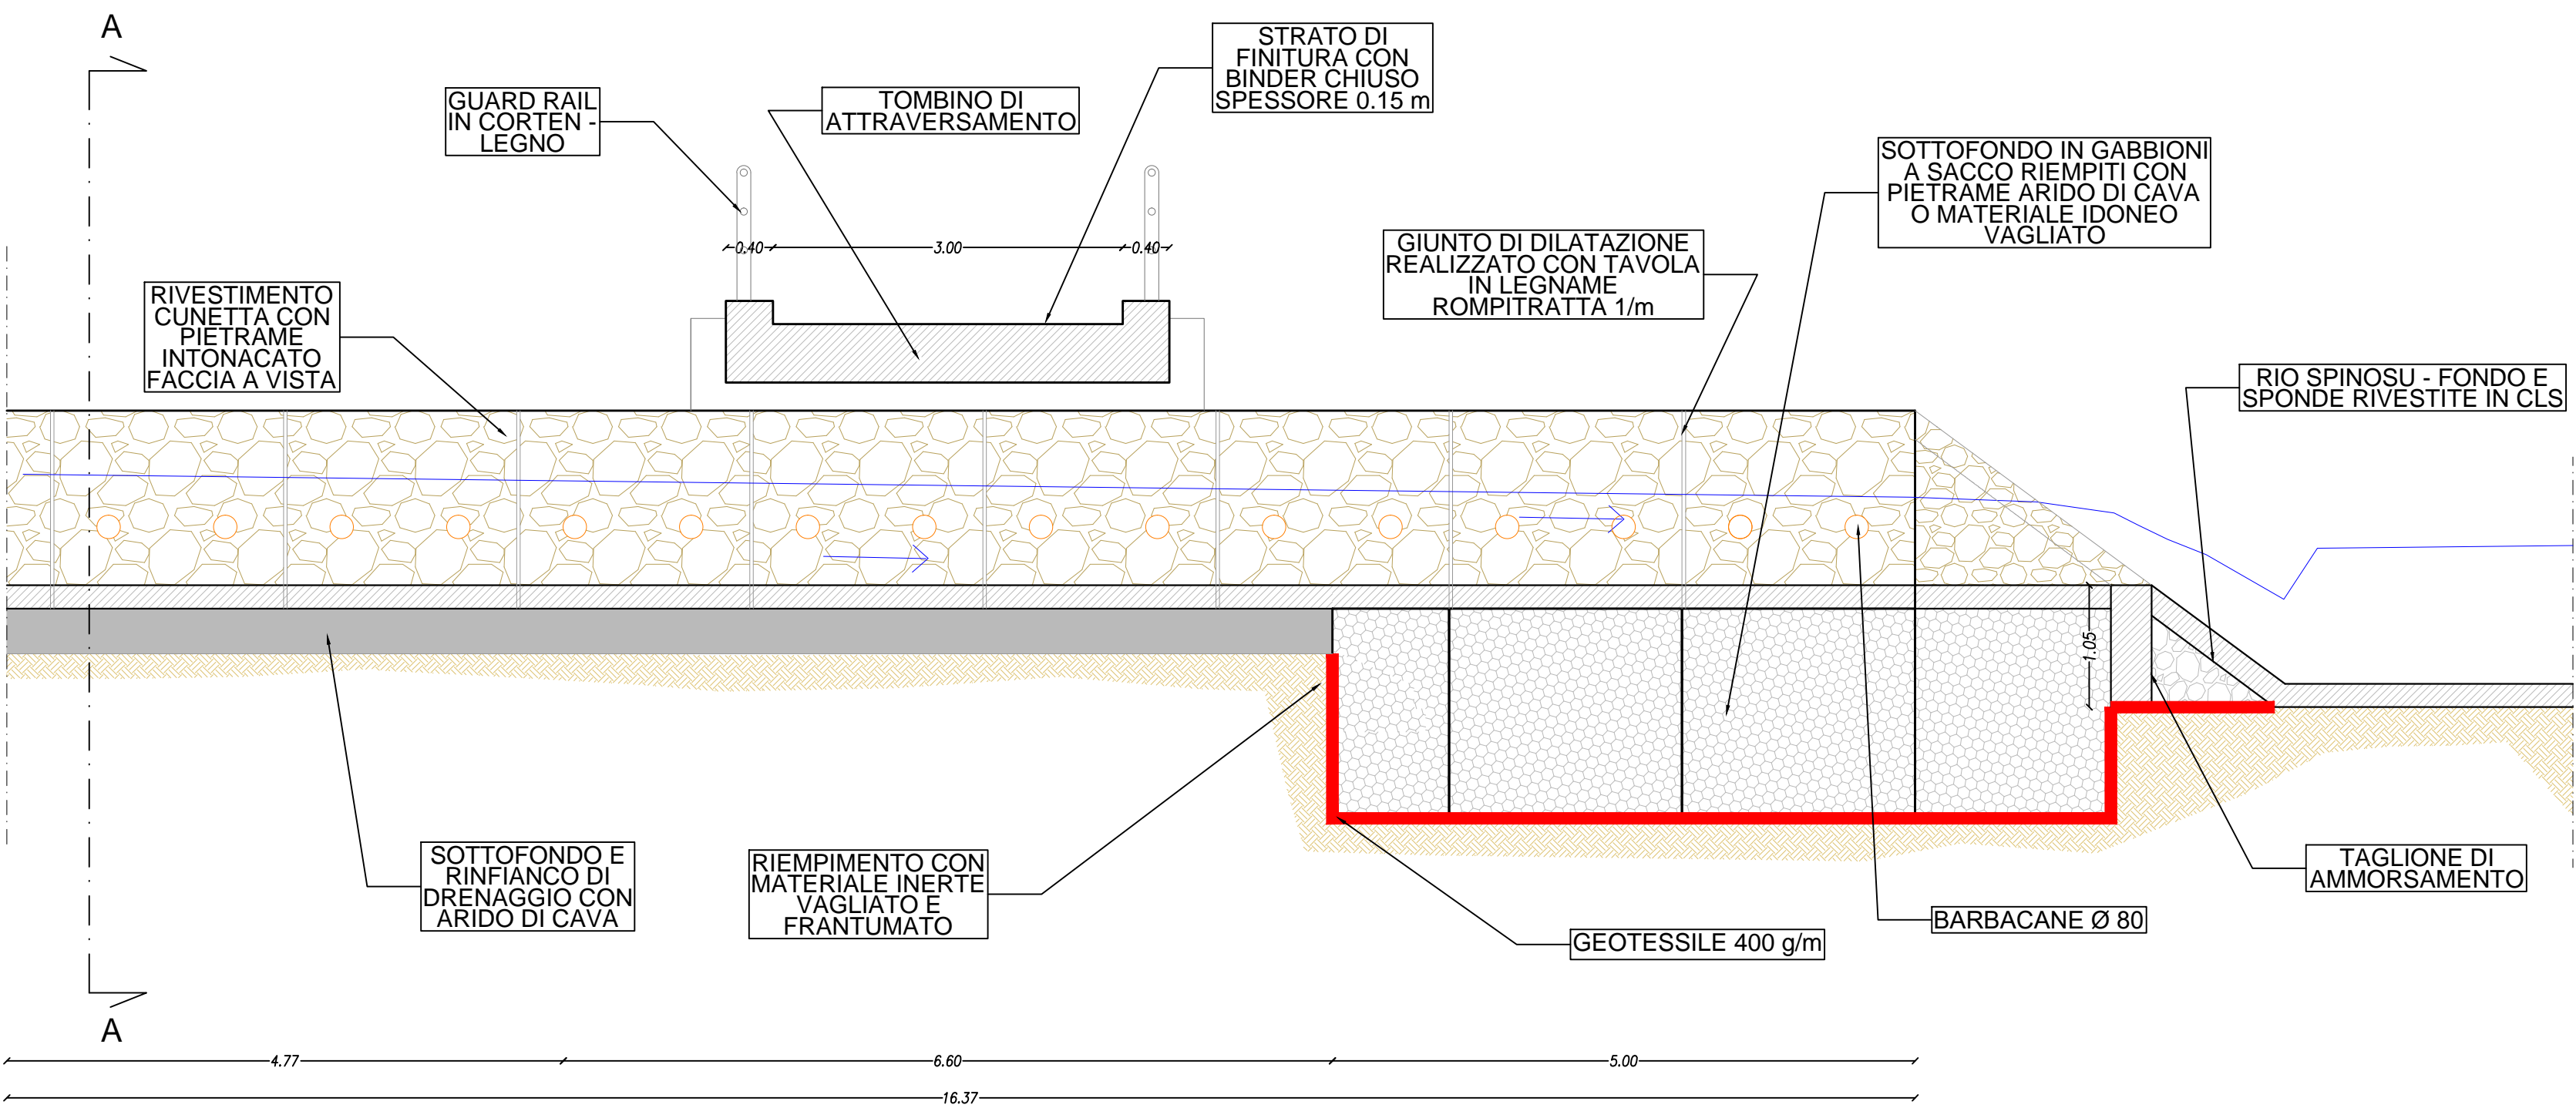 A
STRATO DI
FINITURA CON
BINDER CHIUSO
SPESSORE 0.15 m
GUARD RAIL
IN CORTEN -
LEGNO
TOMBINO DI
ATTRAVERSAMENTO
SOTTOFONDO IN GABBIONI
A SACCO RIEMPITI CON
PIETRAME ARIDO DI CAVA
O MATERIALE IDONEO
VAGLIATO
0.40
3.00
0.40
GIUNTO DI DILATAZIONE
REALIZZATO CON TAVOLA
IN LEGNAME
ROMPITRATTA 1/m
RIVESTIMENTO
CUNETTA CON
PIETRAME
INTONACATO
FACCIA A VISTA
RIO SPINOSU - FONDO E
SPONDE RIVESTITE IN CLS
1.05
SOTTOFONDO E
RINFIANCO DI
DRENAGGIO CON
ARIDO DI CAVA
RIEMPIMENTO CON
MATERIALE INERTE
VAGLIATO E
FRANTUMATO
TAGLIONE DI
AMMORSAMENTO
BARBACANE Ø 80
GEOTESSILE 400 g/m
A
4.77
6.60
5.00
16.37